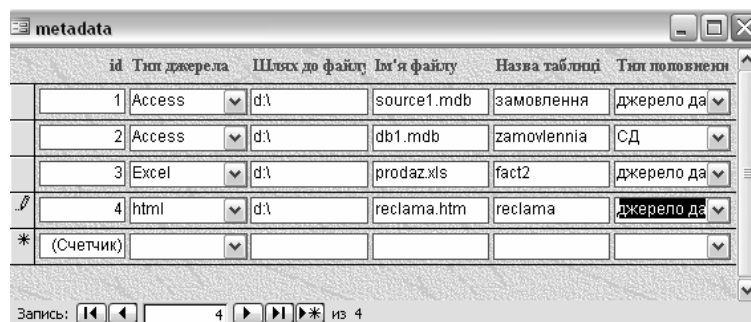 metadata
id Тип джерела Шлях до файлу Ім'я файлу Назва таблиці Тип поповненн
1 Access d:\ source1.mdb замовлення джерело да
2 Access d:\ db1.mdb zamovlennia СД
3 Excel d:\ prodaz.xls fact2 джерело да
4 html d:\ reclama.htm reclama джерело да
(Счетчик)
Запись: 4 из 4